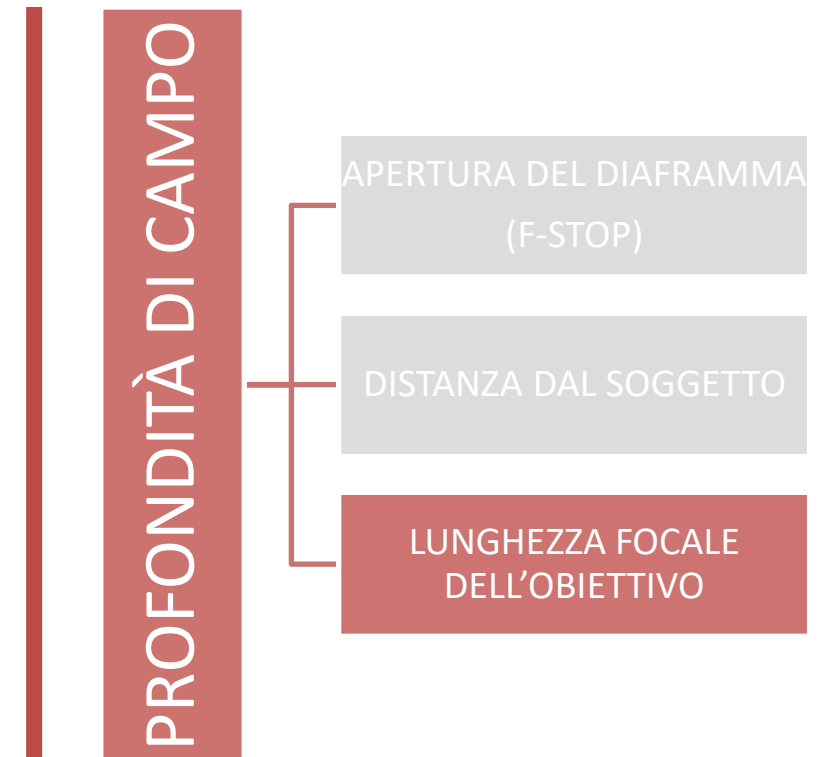 PROFONDITÀ DI CAMPO
APERTURA DEL DIAFRAMMA
(F-STOP)
DISTANZA DAL SOGGETTO
LUNGHEZZA FOCALE
DELL’OBIETTIVO